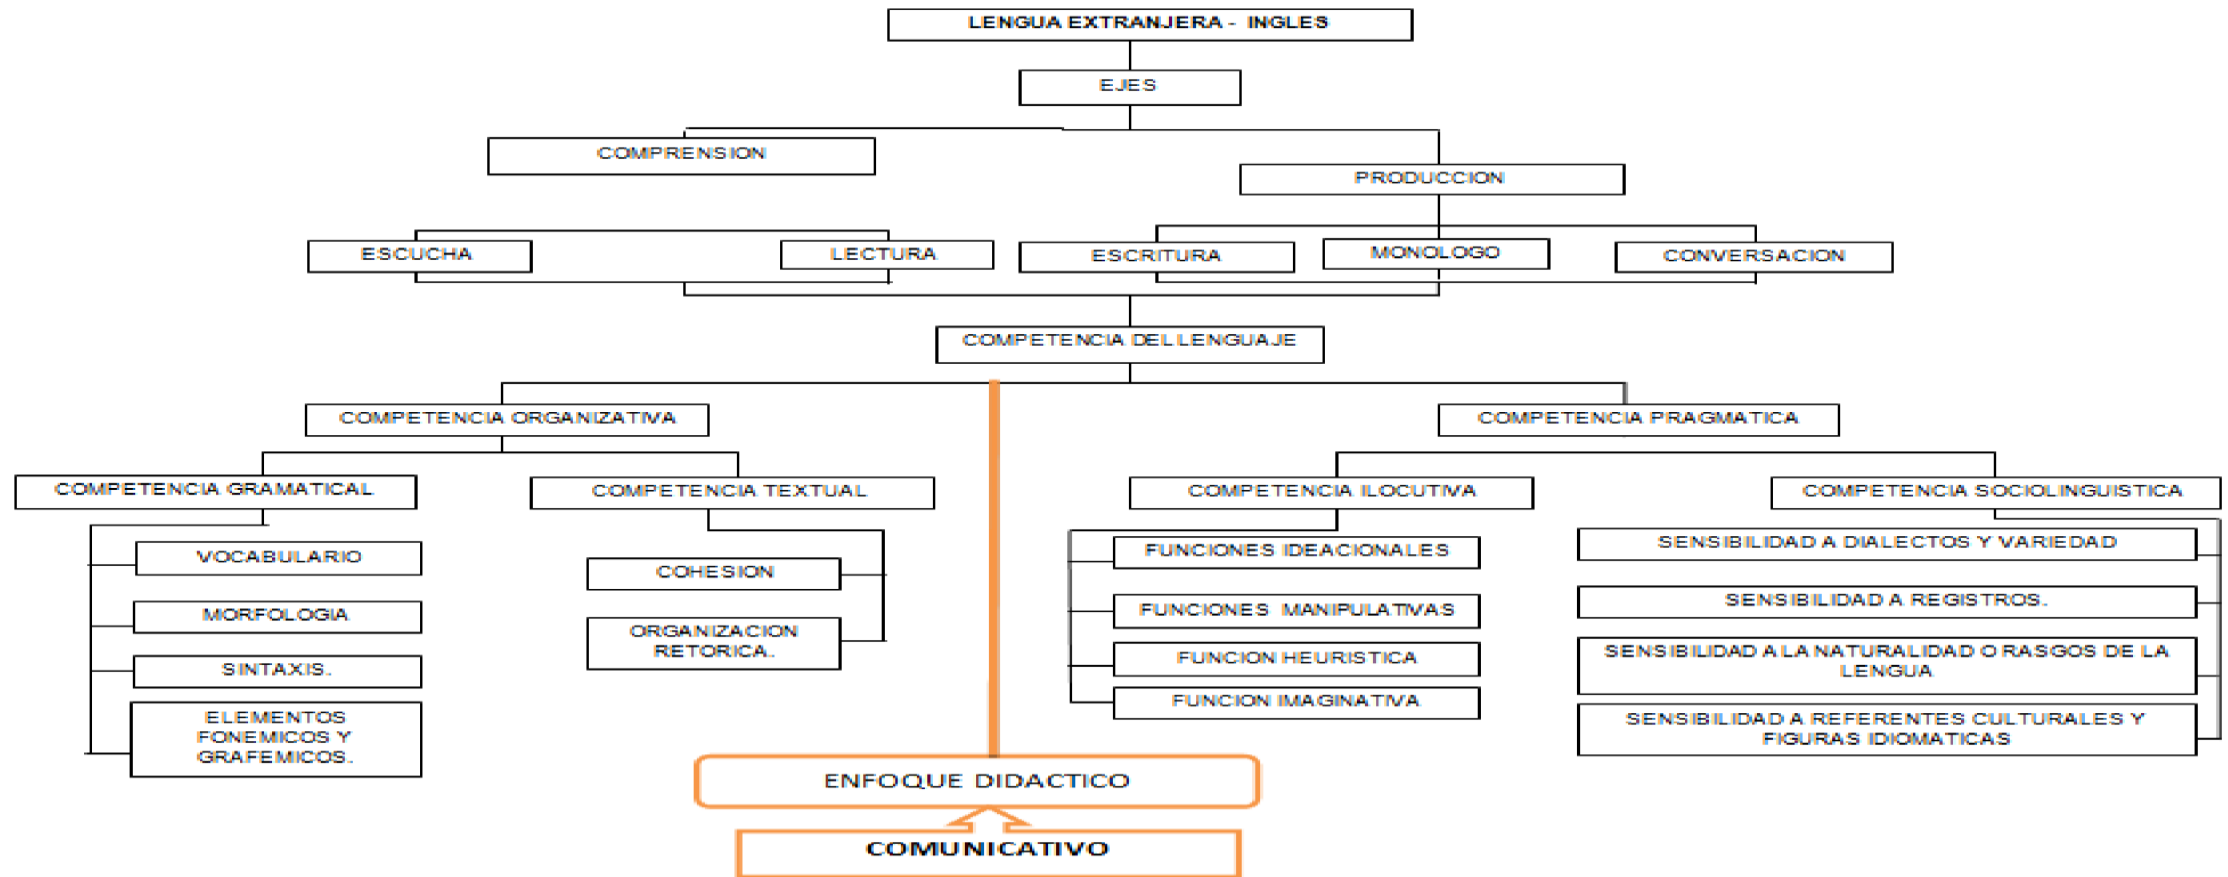 LENGUA EXTRANJERA - INGLES
EJES
COMPRENSION
PRODUCCION
ESCUCHA
LECTURA
ESCRITURA
MONOLOGO
CONVERSACION
COMPETENCIA DEL LENGUAJE
COMPETENCIA ORGANIZATIVA
COMPETENCIA PRAGMATICA
COMPETENCIA GRAMATICAL
COMPETENCIA TEXTUAL
COMPETENCIA ILOCUTIVA
COMPETENCIA SOCIOLINGUISTICA
VOCABULARIO
MORFOLOGIA
SINTAXIS.
ELEMENTOS
FONEMICOS Y
GRAFEMICOS.
COHESION
ORGANIZACION
RETORICA.
FUNCIONES IDEACIONALES
FUNCIONES MANIPULATIVAS
FUNCION HEURISTICA
FUNCION IMAGINATIVA
SENSIBILIDAD A DIALECTOS Y VARIEDAD
SENSIBILIDAD A REGISTROS.
SENSIBILIDAD A LA NATURALIDAD O RASGOS DE LA
LENGUA
SENSIBILIDAD A REFERENTES CULTURALES Y
FIGURAS IDIOMATICAS
ENFOQUE DIDACTICO
COMUNICATIVO